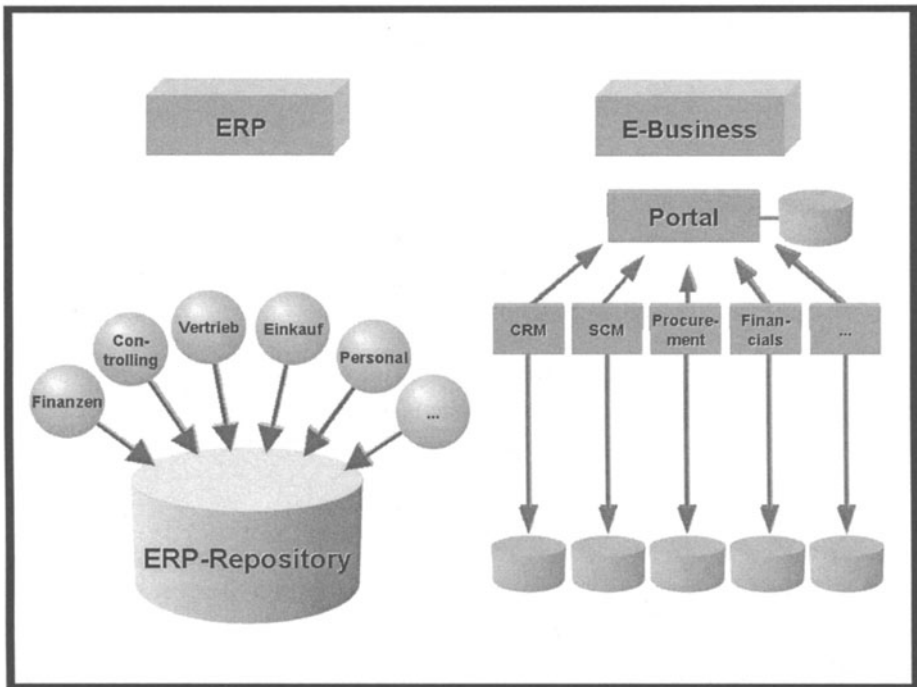 ERP
E-Business
Portal
Finanzen
Con-
trolling
Vertrieb
Einkauf
Personal
...
CRM
SCM
Procure-
ment
Finan-
cials
...
ERP-Repository